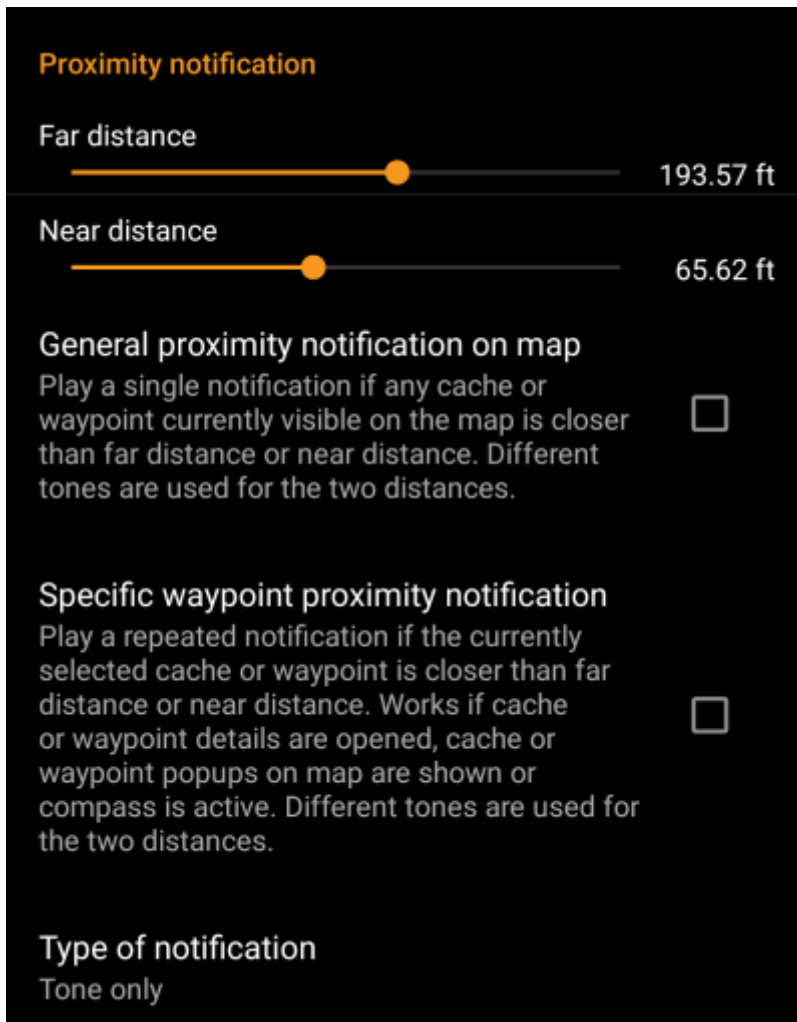 Proximity notification
Far distance
193.57 ft
Near distance
65.62 ft
General proximity notification on map
Play a single notification if any cache or
waypoint currently visible on the map is closer
than far distance or near distance. Different
tones are used for the two distances.
Specific waypoint proximity notification
Play a repeated notification if the currently
selected cache or waypoint is closer than far
distance or near distance. Works if cache
or waypoint details are opened, cache or
waypoint popups on map are shown or
compass is active. Different tones are used for
the two distances.
Type of notification
Tone only